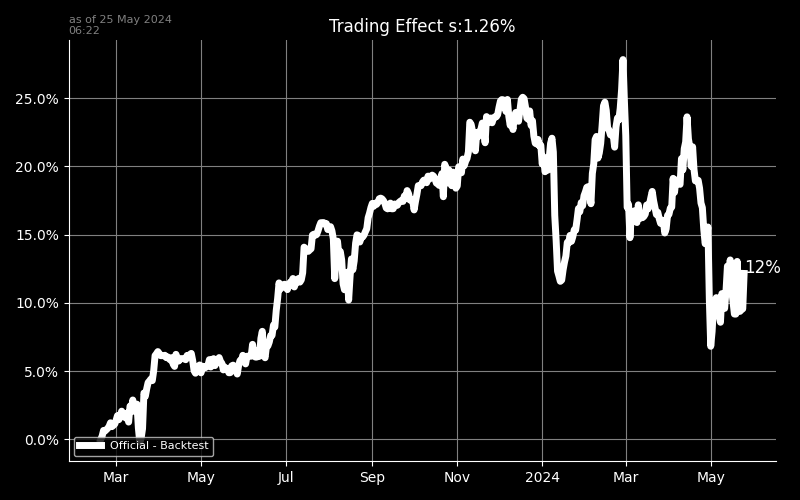 as of 25 May 2024
06:22
Trading Effect s:1.26%
25.0%
20.0%
15.0%
12%
10.0%
5.0%
0.0%
Official - Backtest
Mar May Jul Sep Nov 2024 Mar May